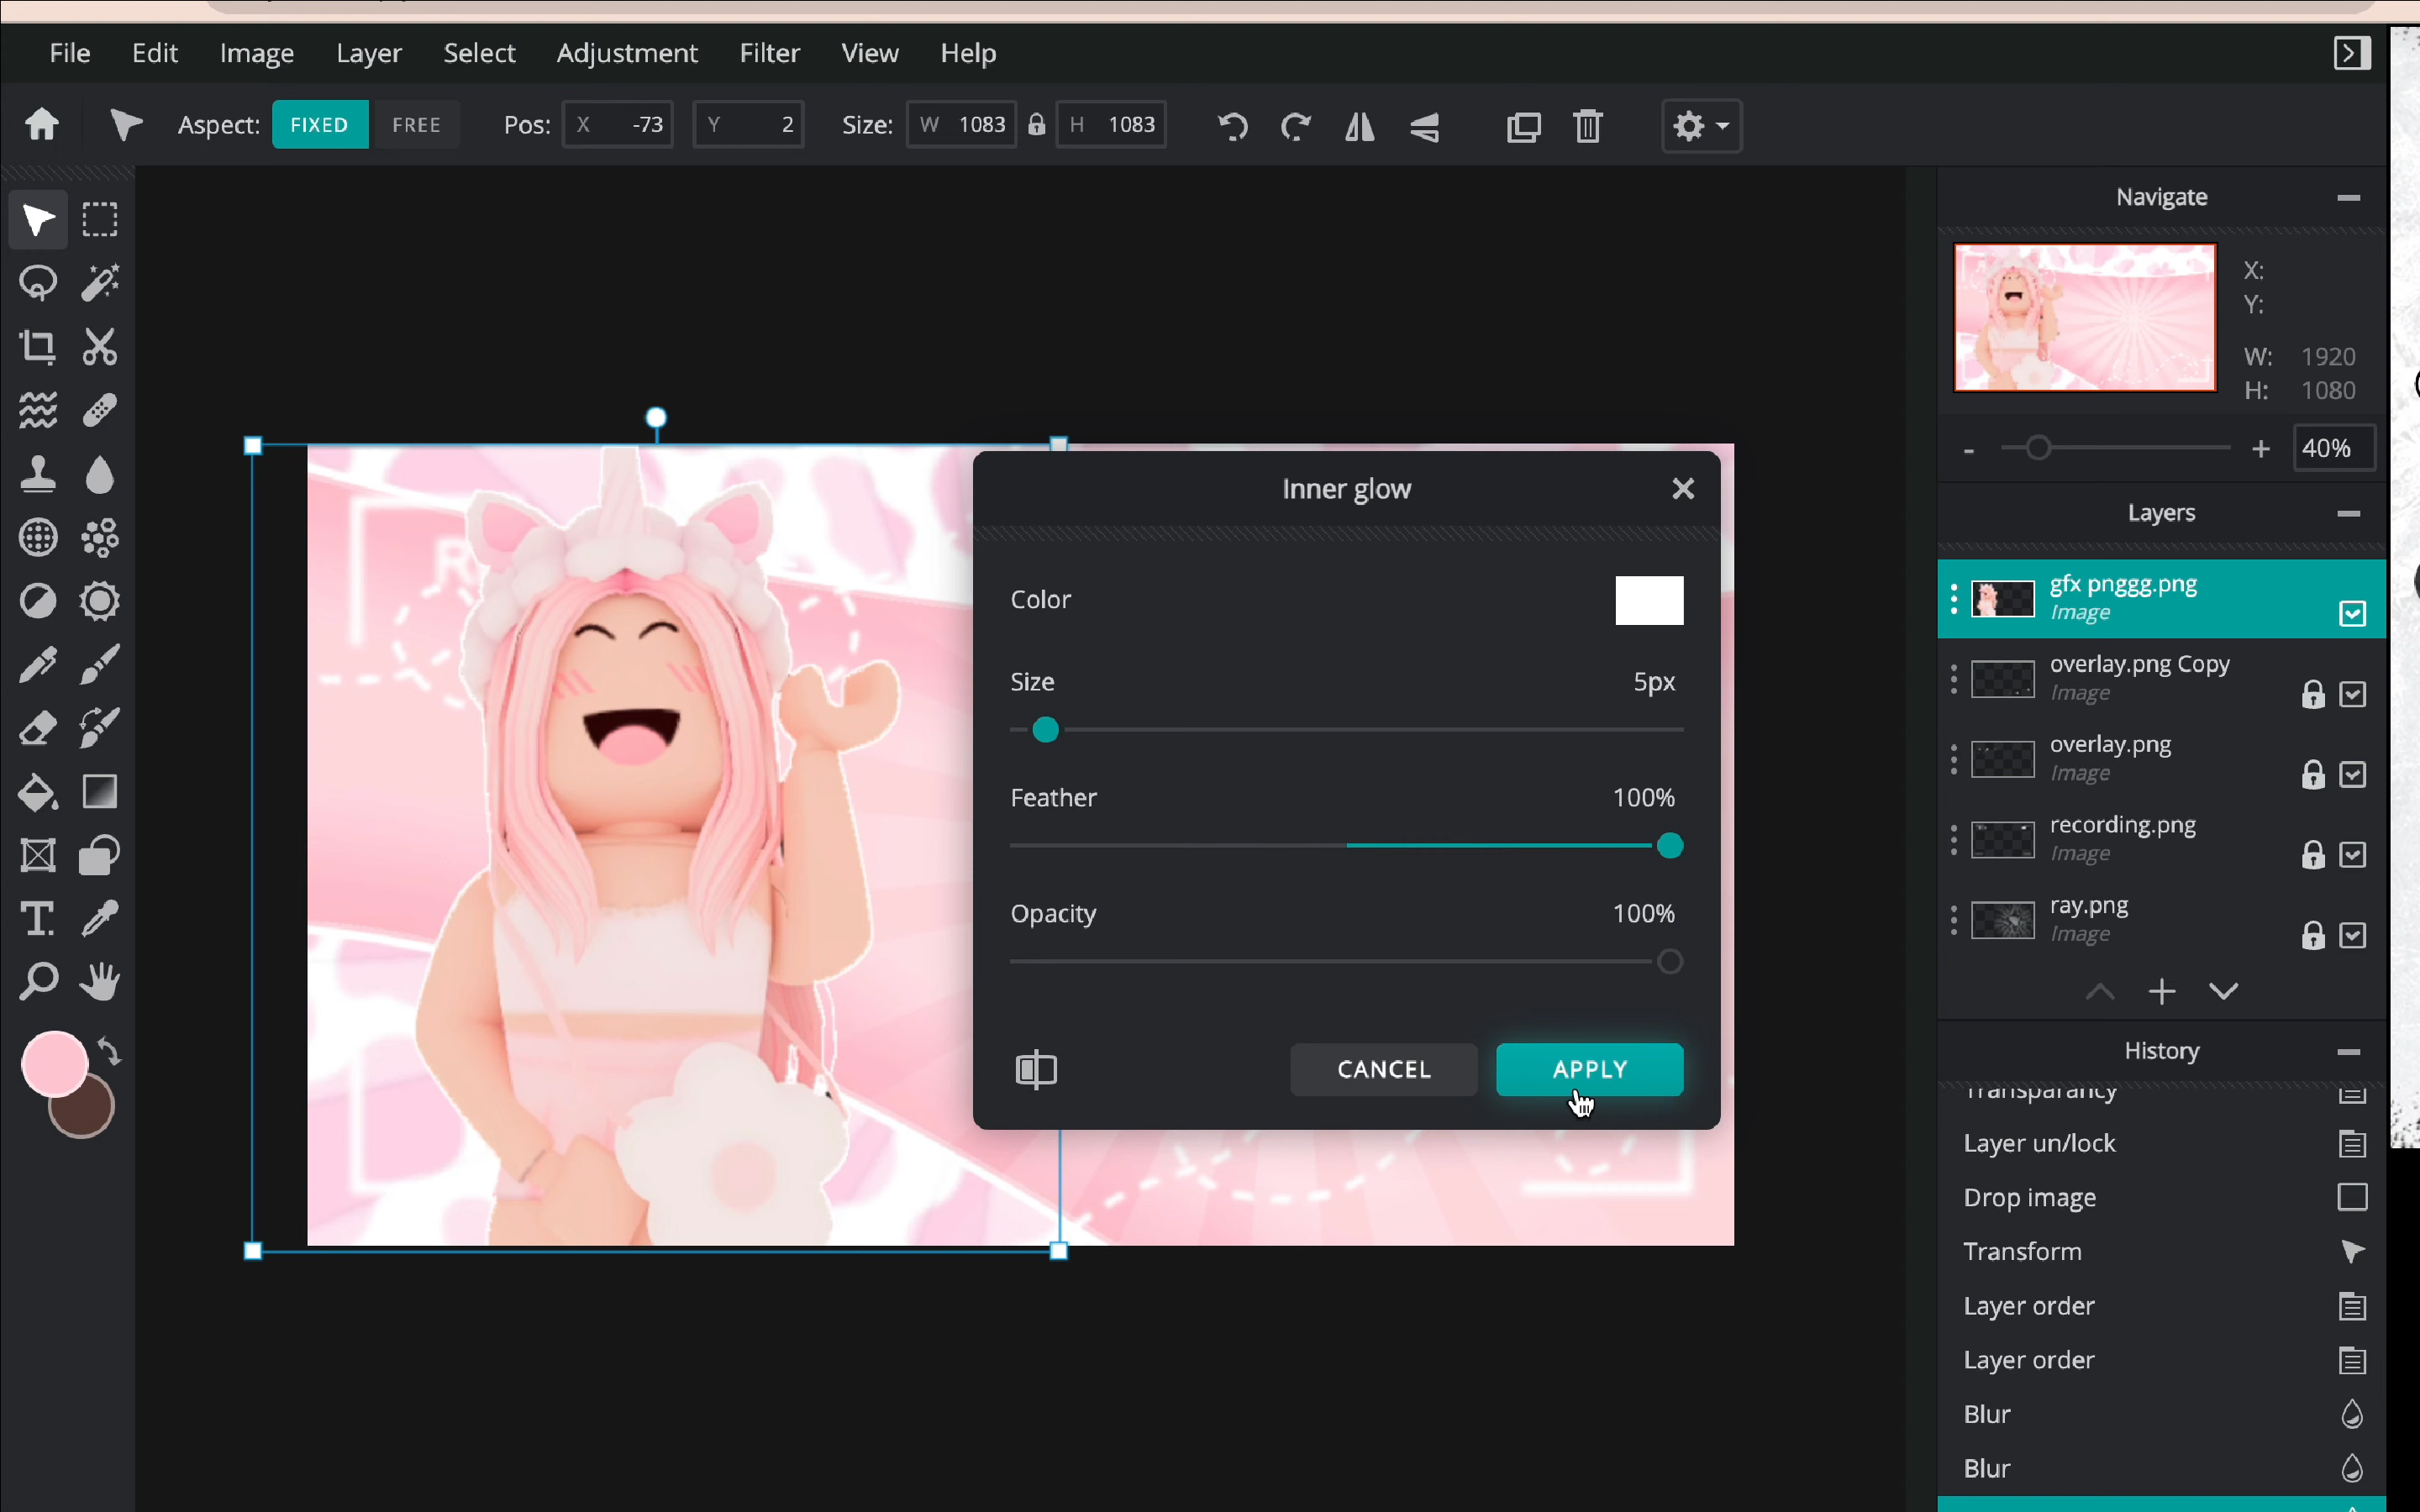 File Edit Image Layer Select Adjustment Filter View Help
Aspect: FIXED FREE Pos: X -73 Y 2 Size: W 1083 H 1083
Navigate
X:
Y:
W: 1920
H: 1080
- + 40%
Layers
gfx pnggg.png
Image
overlay.png Copy
Image
overlay.png
Image
recording.png
Image
ray.png
Image
History
Transparancy
Layer un/lock
Drop image
Transform
Layer order
Layer order
Blur
Blur
Inner glow
Color
Size 5px
Feather 100%
Opacity 100%
CANCEL APPLY
T.